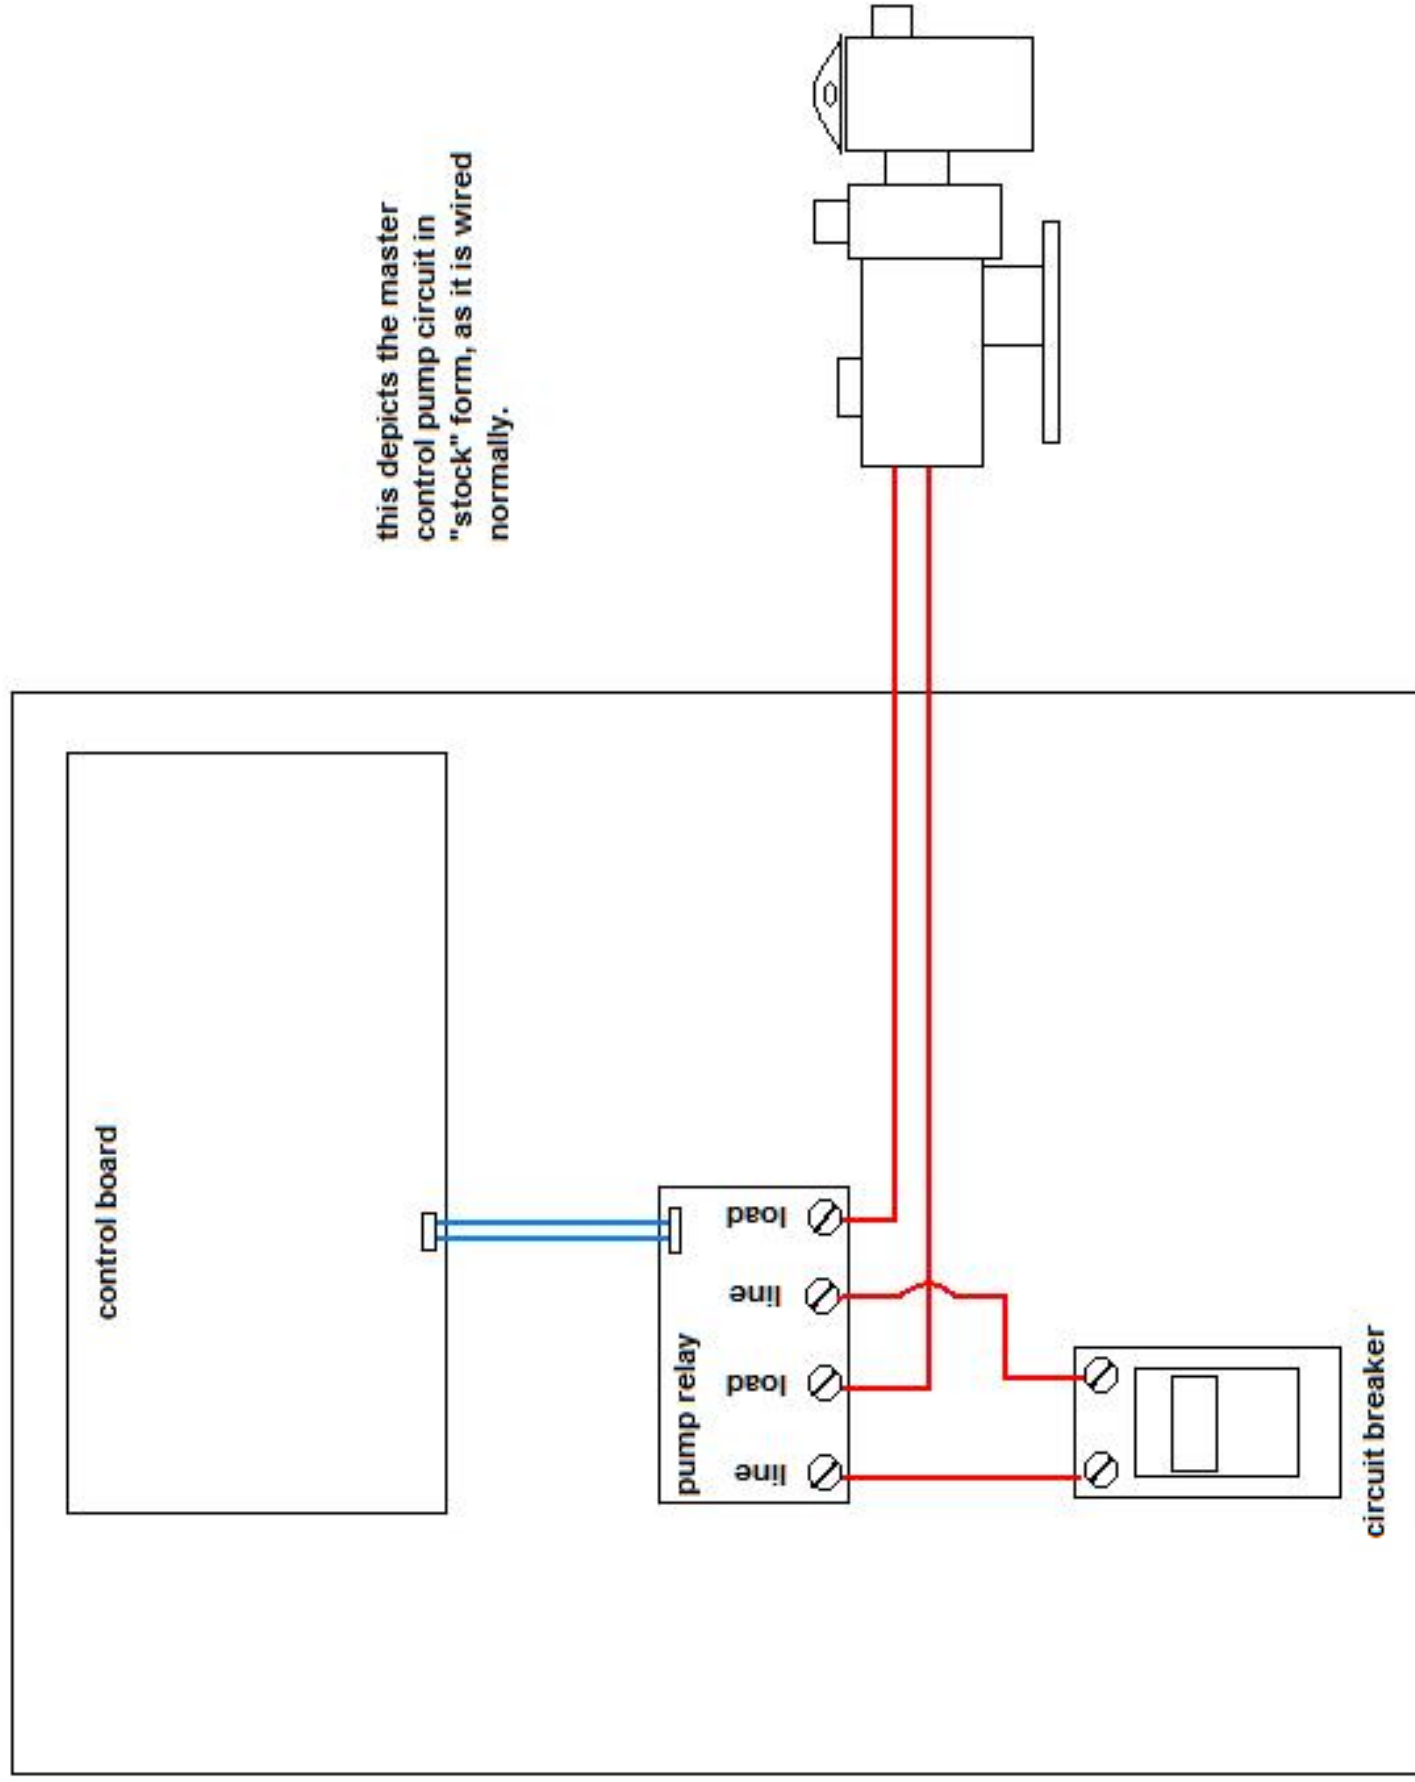 this depicts the master
control pump circuit in
"stock" form, as it is wired
normally.
control board
pump relay
line
load
line
load
circuit breaker